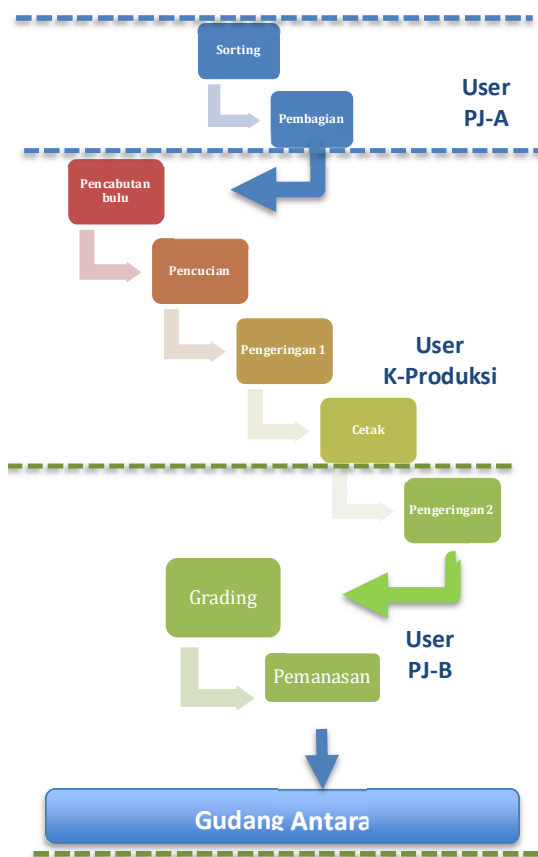 Sorting
Pembagian
User
PJ-A
Pencabutan
bulu
Pencucian
Pengeringan 1
User
K-Produksi
Cetak
Pengeringan 2
Grading
User
PJ-B
Pemanasan
Gudang Antara